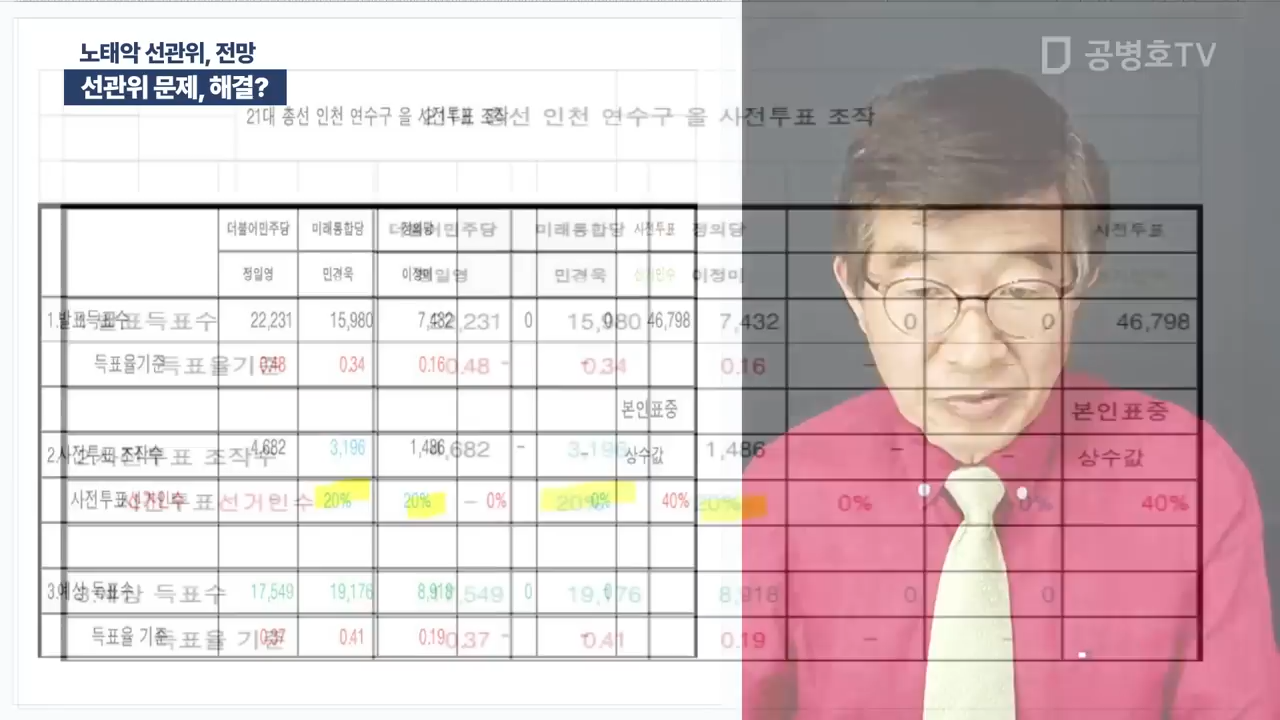 노태악 선관위, 전망
선관위 문제, 해결?
공병호TV
21대 총선 인천 연수구 을 사전투표 조작
더불어민주당 미래통합당 정의당 사전투표
정일영 민경욱 이정미
1.발표득표수 22,231 15,980 7,432 0 0 46,798
득표율기준 0.48 0.34 0.16 - -
본인표중
2.사전투표 조작수 4,682 3,196 1,486 - - 상수값
사전투표선거인수 20% 20% 0% 0% 40%
3.예상 득표수 17,549 19,176 8,918 0 0
득표율 기준 0.37 0.41 0.19 - -